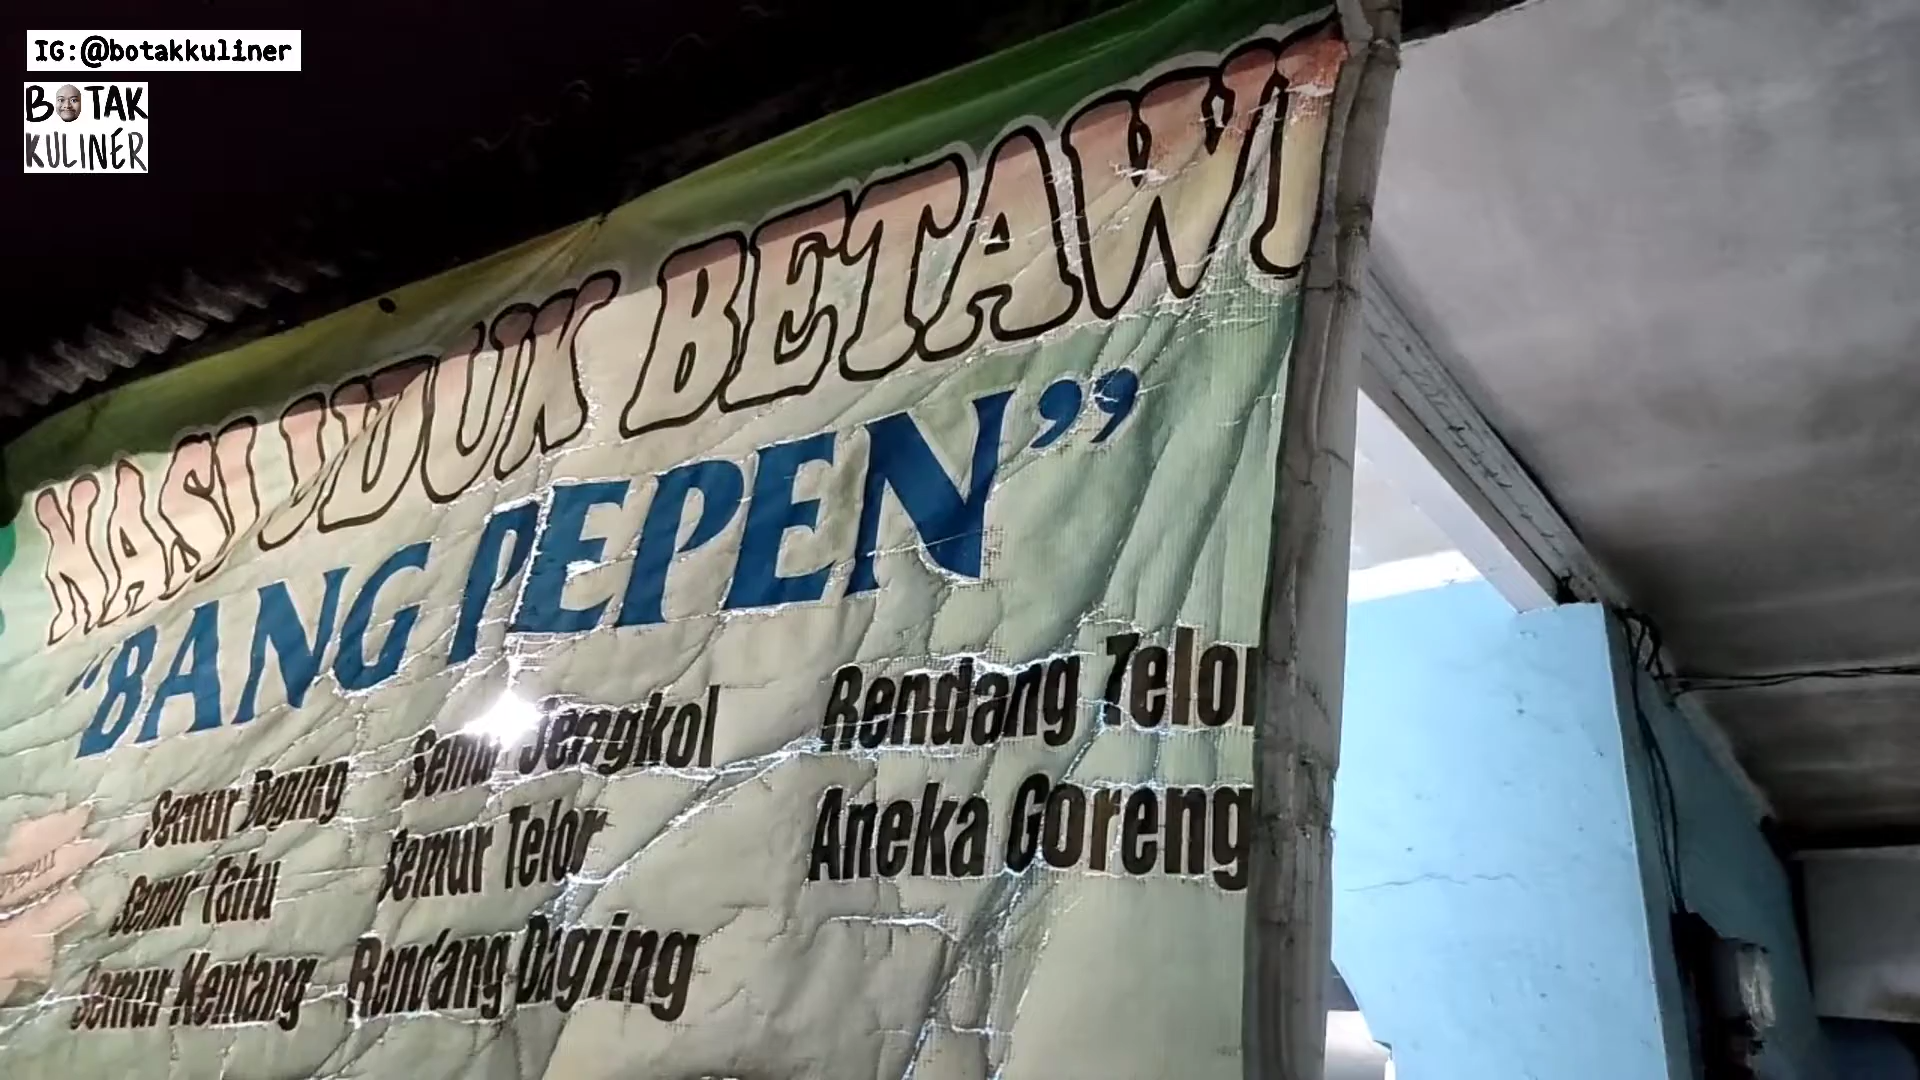 IG:@botakkuliner
BOTAK
KULINER
NASI UDUK BETAWI
“BANG PEPEN”
Semur Daging
Semur Tahu
Semur Kentang
Semur Jengkol
Semur Telor
Rendang Daging
Rendang Telor
Aneka Goreng